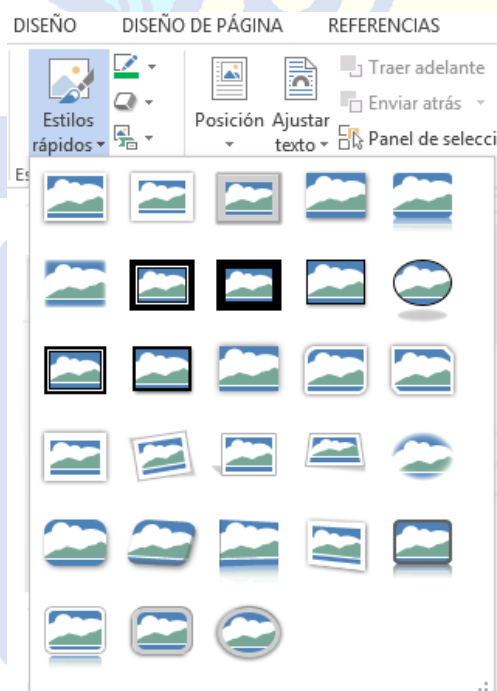 DISEÑO DISEÑO DE PÁGINA REFERENCIAS
Estilos rápidos
Posición
Ajustar texto
Traer adelante
Enviar atrás
Panel de selecci